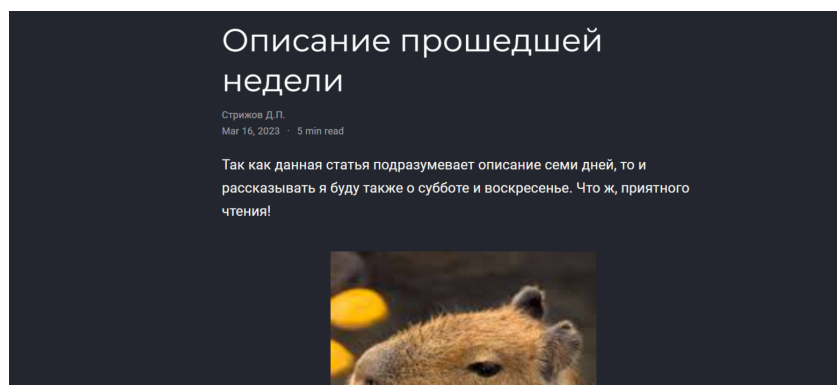 Описание прошедшей
недели
Стрижов Д.П.
Mar 16, 2023 · 5 min read
Так как данная статья подразумевает описание семи дней, то и
рассказывать я буду также о субботе и воскресенье. Что ж, приятного
чтения!